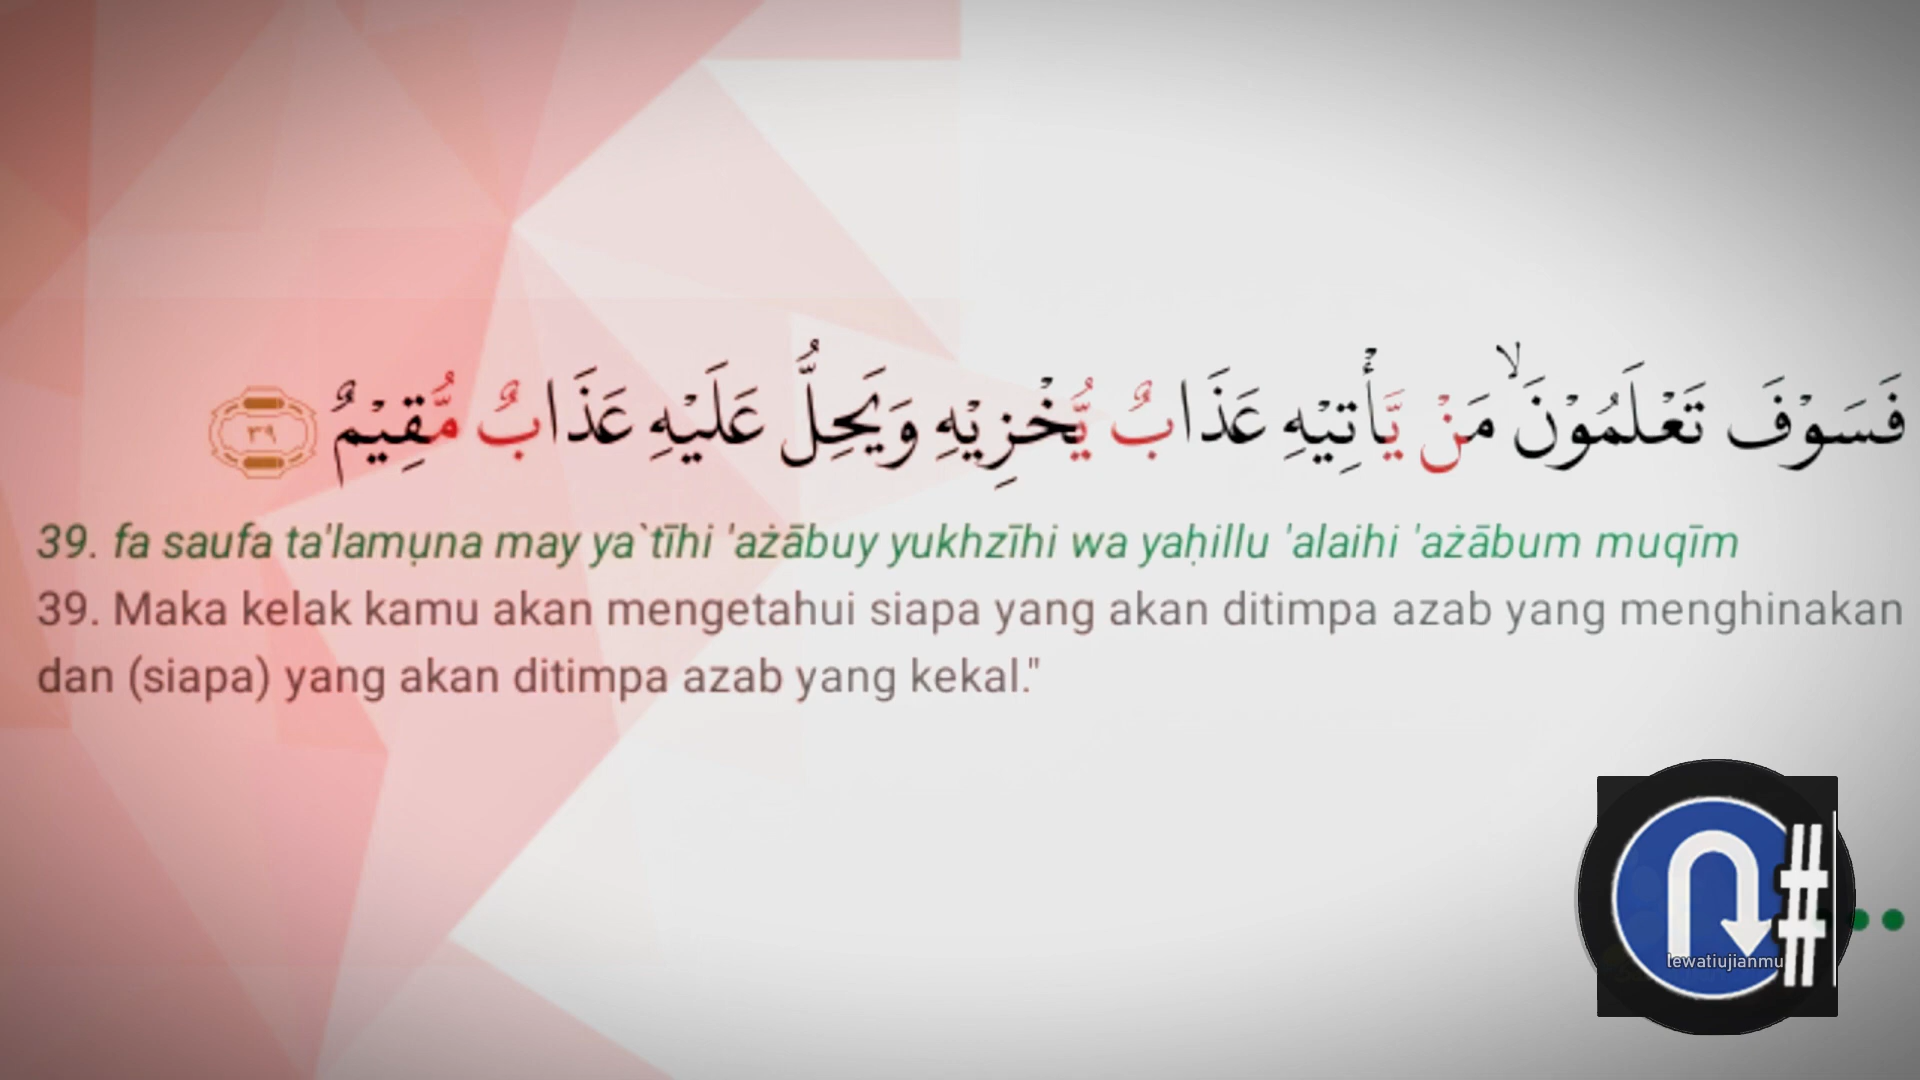 فَسَوْفَ تَعْلَمُوْنَۙ مَنْ يَّأْتِيْهِ عَذَابٌ يُّخْزِيْهِ وَيَحِلُّ عَلَيْهِ عَذَابٌ مُّقِيْمٌ ٣٩
39. fa saufa ta'lamụna may ya`tīhi 'ażābuy yukhzīhi wa yaḥillu 'alaihi 'ażābum muqīm
39. Maka kelak kamu akan mengetahui siapa yang akan ditimpa azab yang menghinakan
dan (siapa) yang akan ditimpa azab yang kekal."
#
lewatiujianmu